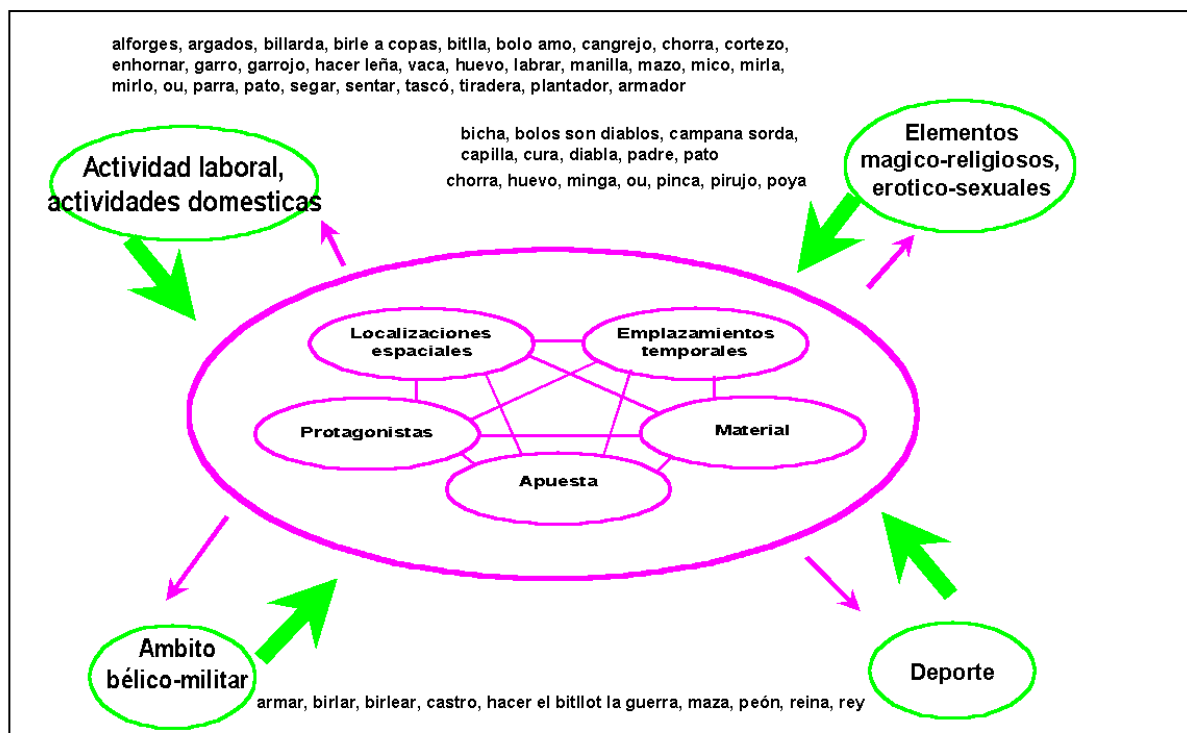 alforges, argados, billarda, birle a copas, bitlla, bolo amo, cangrejo, chorra, cortezo,
enhornar, garro, garrojo, hacer leña, vaca, huevo, labrar, manilla, mazo, mico, mirla,
mirlo, ou, parra, pato, segar, sentar, tascó, tiradera, plantador, armador
bicha, bolos son diablos, campana sorda,
capilla, cura, diabla, padre, pato
chorra, huevo, minga, ou, pinca, pirujo, poya
Actividad laboral,
actividades domesticas
Elementos
magico-religiosos,
erotico-sexuales
Localizaciones
espaciales
Emplazamientos
temporales
Protagonistas
Material
Apuesta
Ambito
bélico-militar
Deporte
armar, birlar, birlear, castro, hacer el bitllot la guerra, maza, peón, reina, rey